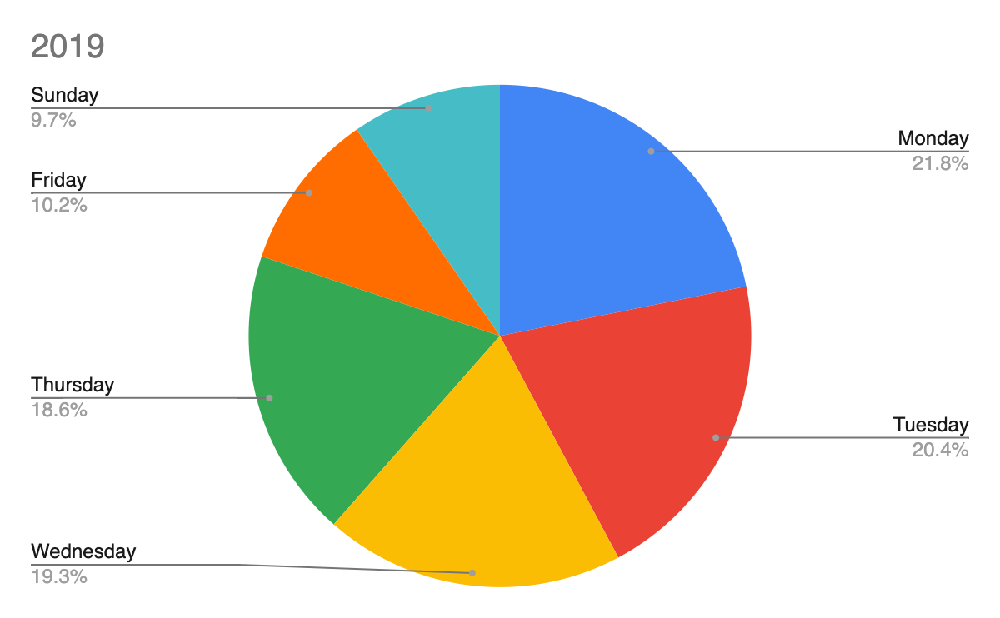 2019
Sunday
9.7%
Monday
21.8%
Friday
10.2%
Thursday
18.6%
Tuesday
20.4%
Wednesday
19.3%